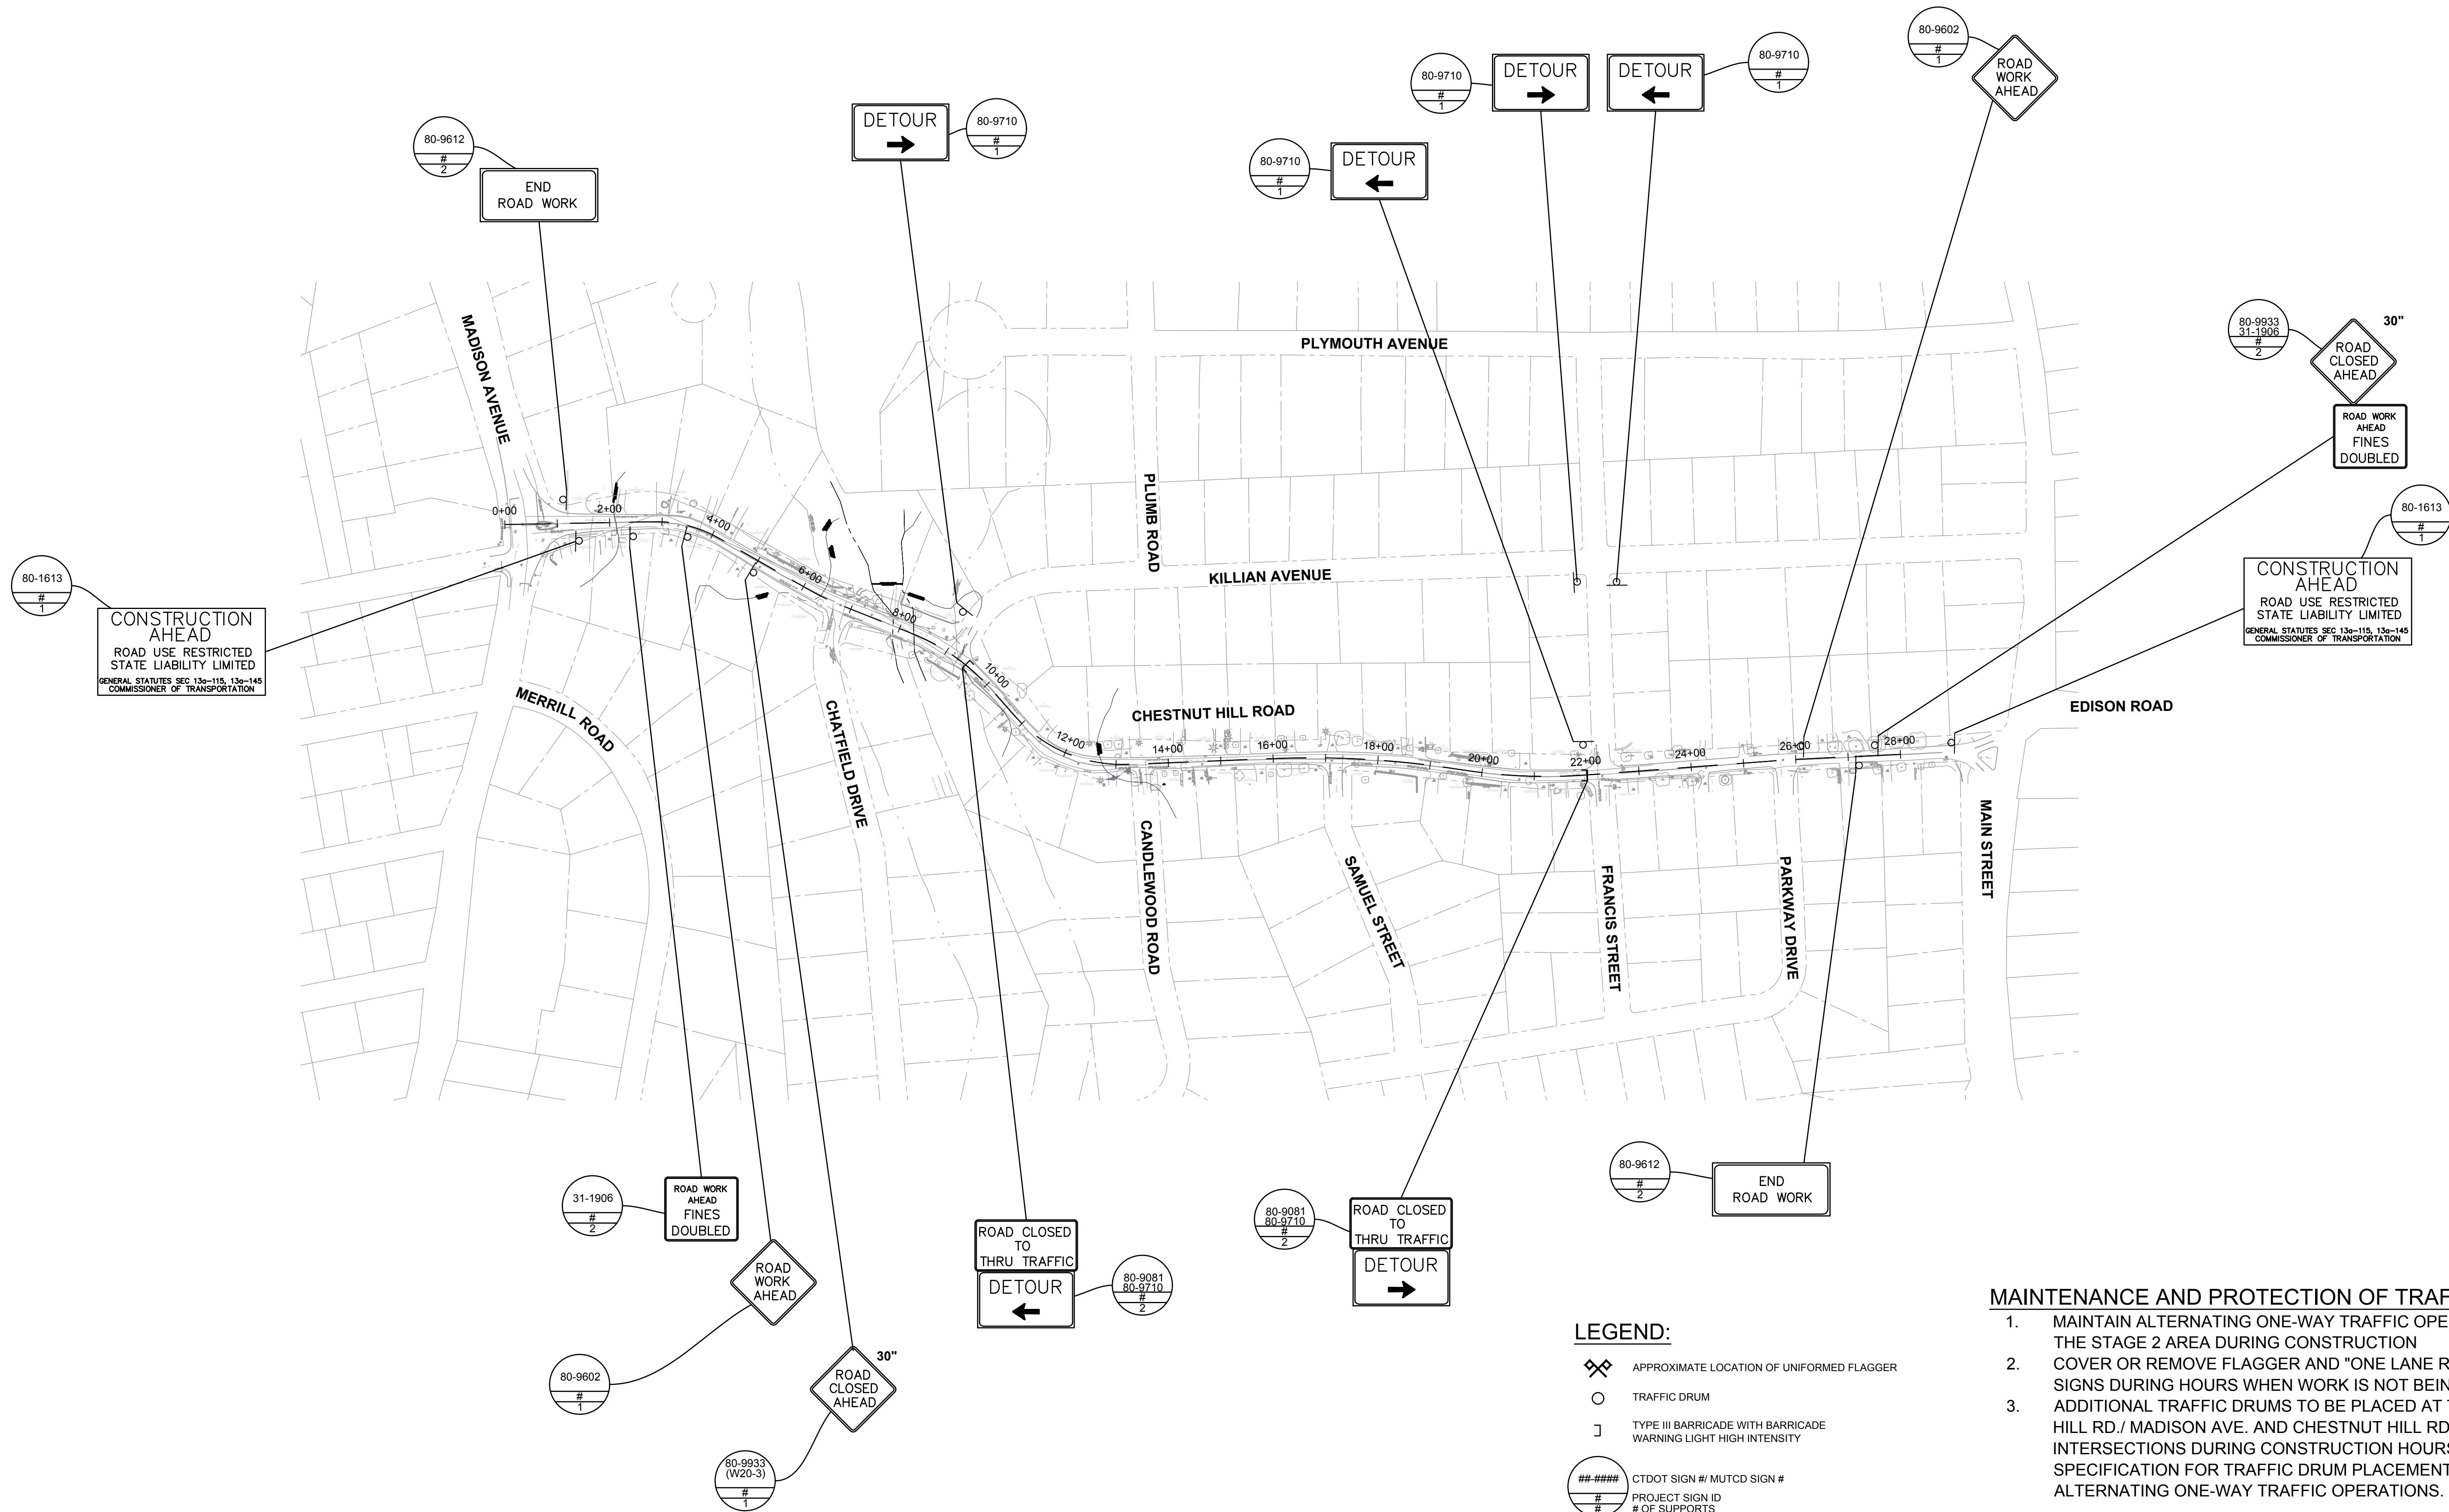 80-9602
#
1
ROAD
WORK
AHEAD
80-9710
#
1
DETOUR
DETOUR
80-9710
#
1
DETOUR
80-9710
#
1
80-9710
#
1
DETOUR
80-9612
#
2
END
ROAD WORK
MADISON AVENUE
PLYMOUTH AVENUE
80-9933
31-1906
#
2
30"
ROAD
CLOSED
AHEAD
ROAD WORK
AHEAD
FINES
DOUBLED
80-1613
#
1
CONSTRUCTION
AHEAD
ROAD USE RESTRICTED
STATE LIABILITY LIMITED
GENERAL STATUTES SEC 13a-115, 13a-145
COMMISSIONER OF TRANSPORTATION
PLUMB ROAD
KILLIAN AVENUE
80-1613
#
1
CONSTRUCTION
AHEAD
ROAD USE RESTRICTED
STATE LIABILITY LIMITED
GENERAL STATUTES SEC 13a-115, 13a-145
COMMISSIONER OF TRANSPORTATION
0+00
2+00
4+00
6+00
8+00
10+00
12+00
14+00
16+00
18+00
20+00
22+00
24+00
26+00
28+00
MERRILL ROAD
CHATFIELD DRIVE
CHESTNUT HILL ROAD
EDISON ROAD
CANDLEWOOD ROAD
SAMUEL STREET
FRANCIS STREET
PARKWAY DRIVE
MAIN STREET
31-1906
#
2
ROAD WORK
AHEAD
FINES
DOUBLED
ROAD
WORK
AHEAD
80-9602
#
1
30"
ROAD
CLOSED
AHEAD
80-9933
(W20-3)
#
1
ROAD CLOSED
TO
THRU TRAFFIC
DETOUR
80-9081
80-9710
#
2
80-9081
80-9710
#
2
ROAD CLOSED
TO
THRU TRAFFIC
DETOUR
80-9612
#
2
END
ROAD WORK
LEGEND:
APPROXIMATE LOCATION OF UNIFORMED FLAGGER
TRAFFIC DRUM
TYPE III BARRICADE WITH BARRICADE
WARNING LIGHT HIGH INTENSITY
##-####
#
#
CTDOT SIGN #/ MUTCD SIGN #
PROJECT SIGN ID
# OF SUPPORTS
MAINTENANCE AND PROTECTION OF
1. MAINTAIN ALTERNATING ONE-WAY TRAFFIC
THE STAGE 2 AREA DURING CONSTRUCTION
2. COVER OR REMOVE FLAGGER AND "ONE LANE
SIGNS DURING HOURS WHEN WORK IS NOT
3. ADDITIONAL TRAFFIC DRUMS TO BE PLACED AT
HILL RD./ MADISON AVE. AND CHESTNUT HILL
INTERSECTIONS DURING CONSTRUCTION
SPECIFICATION FOR TRAFFIC DRUM
ALTERNATING ONE-WAY TRAFFIC OPERATIONS.